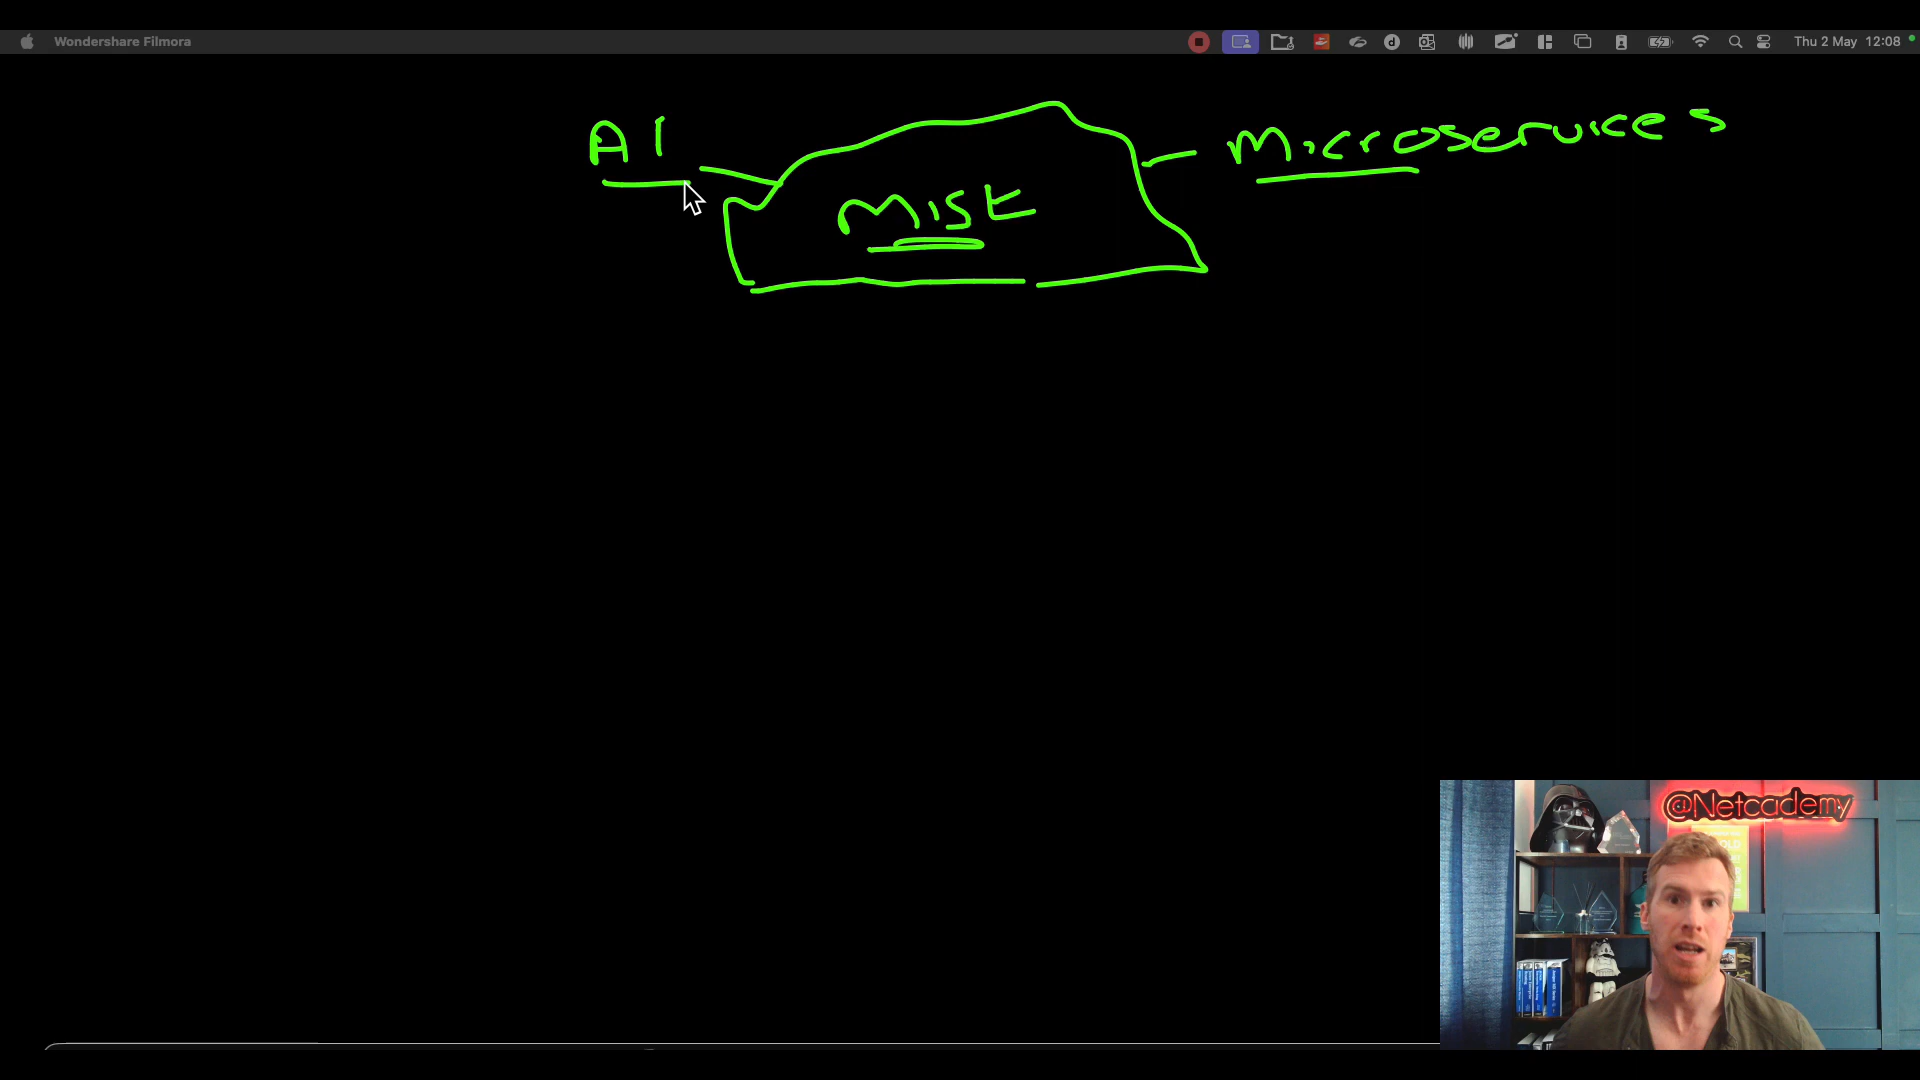 Wondershare Filmora
Thu 2 May 12:08
AI
Microservices
Mist
@Netcademy